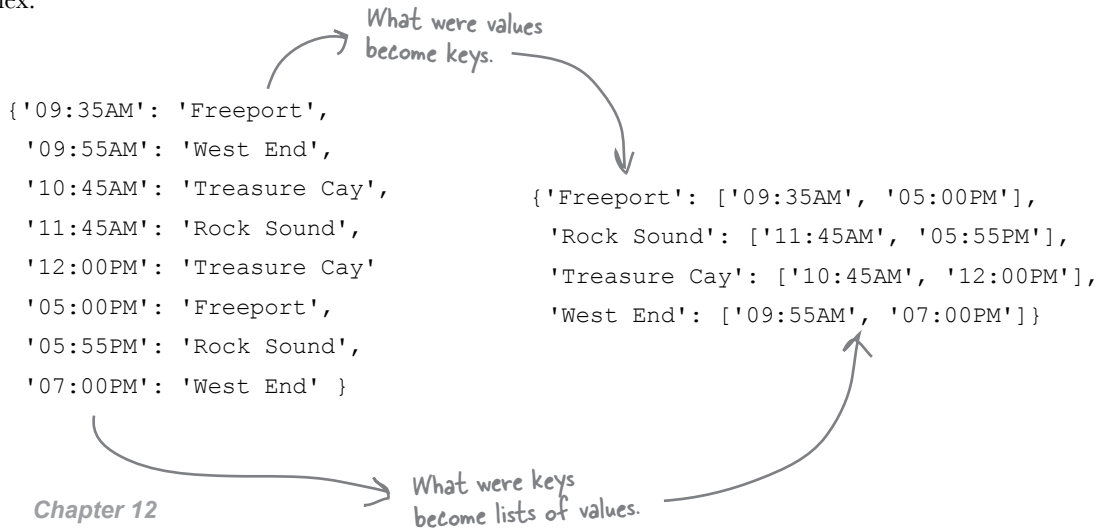 What were values
become keys.
{'09:35AM': 'Freeport',
'09:55AM': 'West End',
'10:45AM': 'Treasure Cay',
'11:45AM': 'Rock Sound',
'12:00PM': 'Treasure Cay'
'05:00PM': 'Freeport',
'05:55PM': 'Rock Sound',
'07:00PM': 'West End' }
{'Freeport': ['09:35AM', '05:00PM'],
'Rock Sound': ['11:45AM', '05:55PM'],
'Treasure Cay': ['10:45AM', '12:00PM'],
'West End': ['09:55AM', '07:00PM']}
What were keys
become lists of values.
Chapter 12